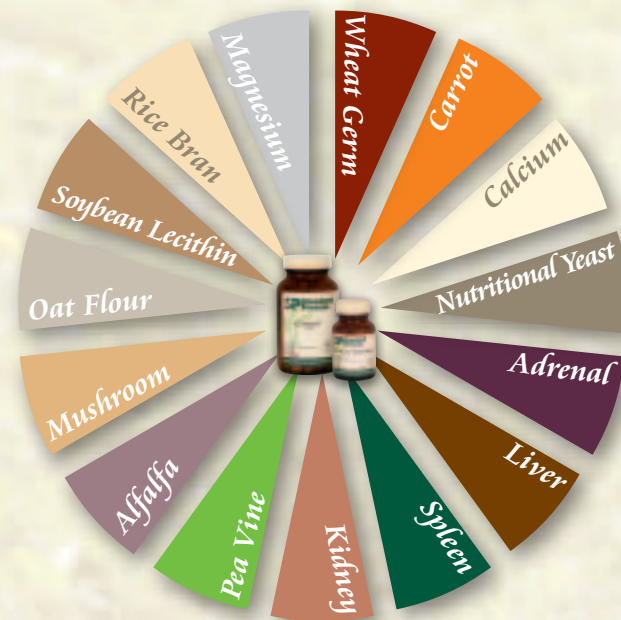 Wheat Germ
Carrot
Calcium
Nutritional Yeast
Adrenal
Liver
Spleen
Kidney
Pea Vine
Alfalfa
Mushroom
Oat Flour
Soybean Lecithin
Rice Bran
Magnesium